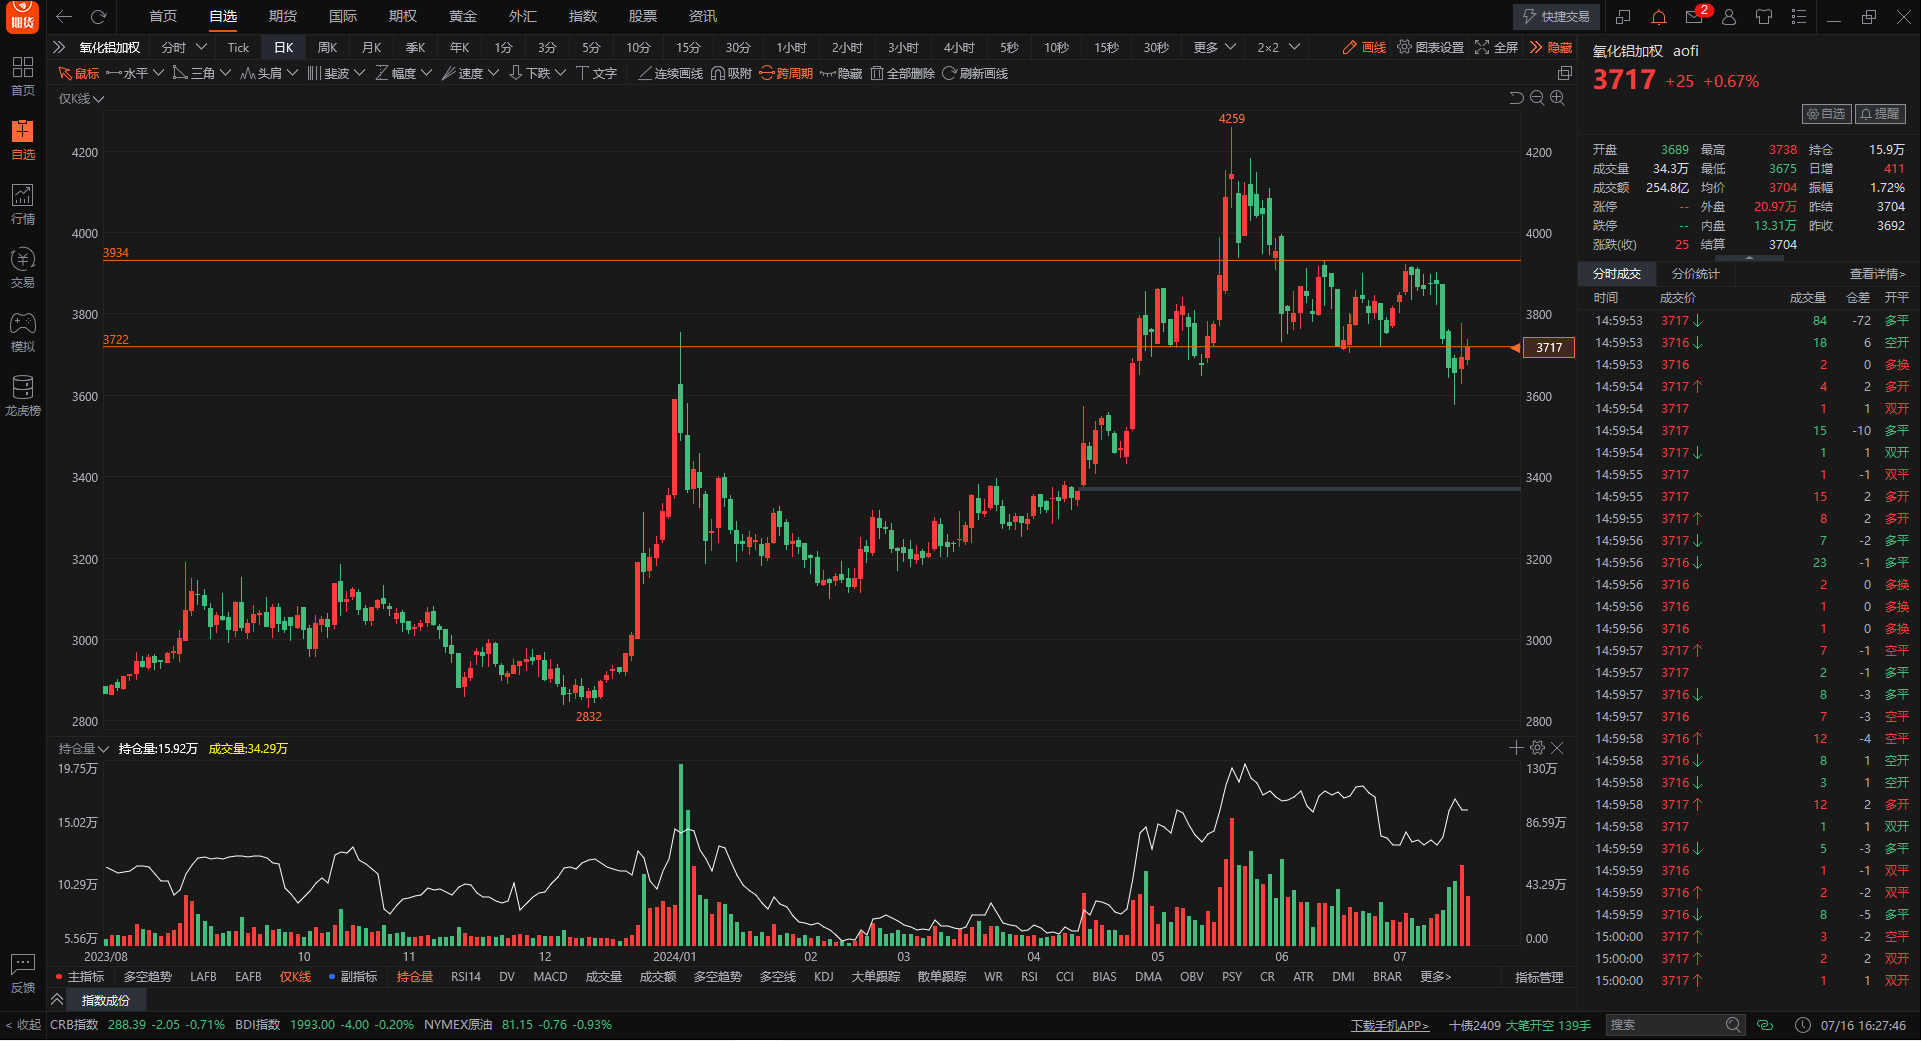 期货
首页 自选 期货 国际 期权 黄金 外汇 指数 股票 资讯
快捷交易 2
氧化铝加权 分时 Tick 日K 周K 月K 季K 年K 1分 3分 5分 10分 15分 30分 1小时 2小时 3小时 4小时 5秒 10秒 15秒 30秒 更多 2×2 画线 图表设置 全屏 隐藏
鼠标 水平 三角 头肩 斐波 幅度 速度 下跌 文字 连续画线 吸附 跨周期 隐藏 全部删除 刷新画线
仅K线
首页
自选
行情
交易
模拟
龙虎榜
反馈
< 收起
4259
4200 4200
4000 4000
3934
3800 3800
3722
3717
3600 3600
3400 3400
3200 3200
3000 3000
2832
2800 2800
持仓量 持仓量:15.92万 成交量:34.29万
19.75万 130万
15.02万 86.59万
10.29万 43.29万
5.56万 0.00
2023/08 10 11 12 2024/01 02 03 04 05 06 07
主指标 多空趋势 LAFB EAFB 仅K线 副指标 持仓量 RSI14 DV MACD 成交量 成交额 多空趋势 多空线 KDJ 大单跟踪 散单跟踪 WR RSI CCI BIAS DMA OBV PSY CR ATR DMI BRAR 更多> 指标管理
指数成份
CRB指数 288.39 -2.05 -0.71% BDI指数 1993.00 -4.00 -0.20% NYMEX原油 81.15 -0.76 -0.93%
下载手机APP> 十债2409 大笔开空 139手 搜索 07/16 16:27:46
氧化铝加权 aofi
3717 +25 +0.67%
自选 提醒
开盘 3689 最高 3738 持仓 15.9万
成交量 34.3万 最低 3675 日增 411
成交额 254.8亿 均价 3704 振幅 1.72%
涨停 -- 外盘 20.97万 昨结 3704
跌停 -- 内盘 13.31万 昨收 3692
涨跌(收) 25 结算 3704
分时成交 分价统计 查看详情>
时间 成交价 成交量 仓差 开平
14:59:53 3717↓ 84 -72 多平
14:59:53 3716↓ 18 6 空开
14:59:53 3716 2 0 多换
14:59:54 3717↑ 4 2 多开
14:59:54 3717 1 1 双开
14:59:54 3717 15 -10 多平
14:59:54 3717↓ 1 1 双开
14:59:55 3717 1 -1 双平
14:59:55 3717 15 2 多开
14:59:55 3717↑ 8 2 多开
14:59:56 3717↓ 7 -2 多平
14:59:56 3716↓ 23 -1 多平
14:59:56 3716 2 0 多换
14:59:56 3716 1 0 多换
14:59:56 3716 1 0 多换
14:59:57 3717↑ 7 -1 空平
14:59:57 3717 2 -1 多平
14:59:57 3716↓ 8 -3 多平
14:59:57 3716 7 -3 空平
14:59:58 3716↑ 12 -4 空平
14:59:58 3716↓ 8 1 空开
14:59:58 3716↓ 3 1 空开
14:59:58 3717↑ 12 2 多开
14:59:58 3717 1 1 双开
14:59:59 3716↓ 5 -3 多平
14:59:59 3716 1 -1 双平
14:59:59 3716↑ 2 -2 双平
14:59:59 3716↓ 8 -5 多平
15:00:00 3717↑ 3 -2 空平
15:00:00 3717↑ 2 2 双开
15:00:00 3717↑ 1 1 双开